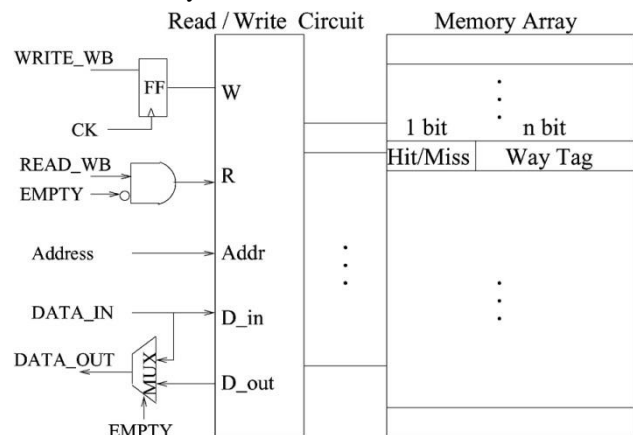 Read / Write Circuit Memory Array
WRITE_WB
FF
W
CK
1 bit n bit
READ_WB
R
Hit/Miss Way Tag
EMPTY
Address
Addr
DATA_IN
D_in
DATA_OUT
MUX
D_out
EMPTY